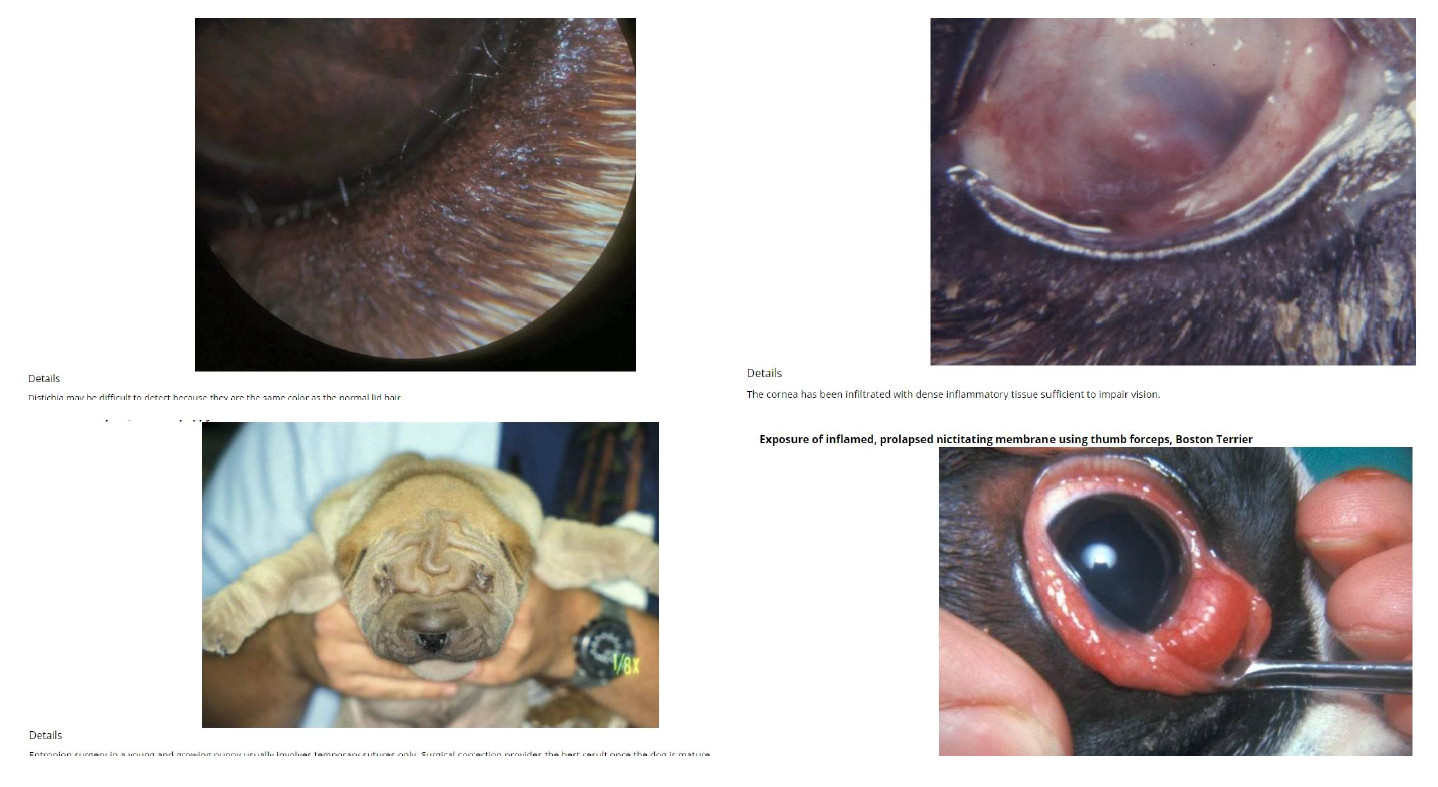 Details
Distichia may be difficult to detect because they are the same color as the normal lid hair.
Details
The cornea has been infiltrated with dense inflammatory tissue sufficient to impair vision.
1/8X
Details
Entropion surgery in a young and growing puppy usually involves temporary sutures only. Surgical correction provides the best result once the dog is mature.
Exposure of inflamed, prolapsed nictitating membrane using thumb forceps, Boston Terrier